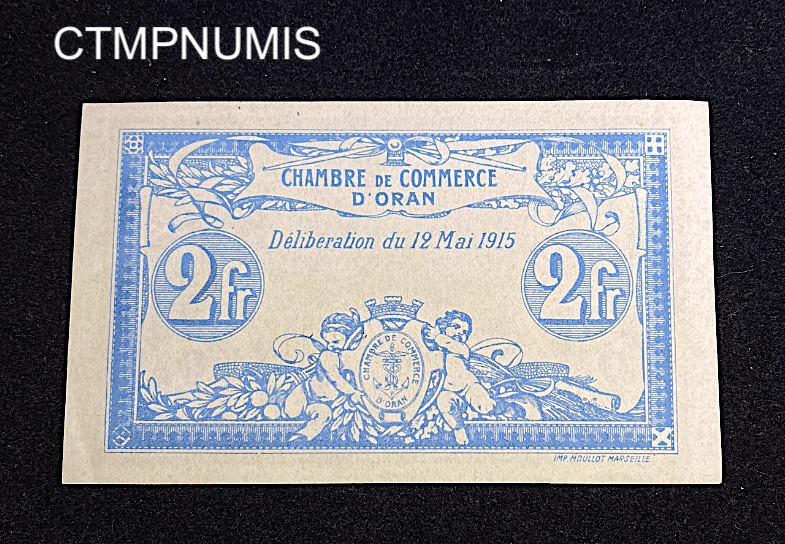 CTMPNUMIS
CHAMBRE DE COMMERCE
D'ORAN
Délibération du 12 Mai 1915
2fr
2fr
CHAMBRE DE COMMERCE
D'ORAN
IMP. MOULLOT MARSEILLE